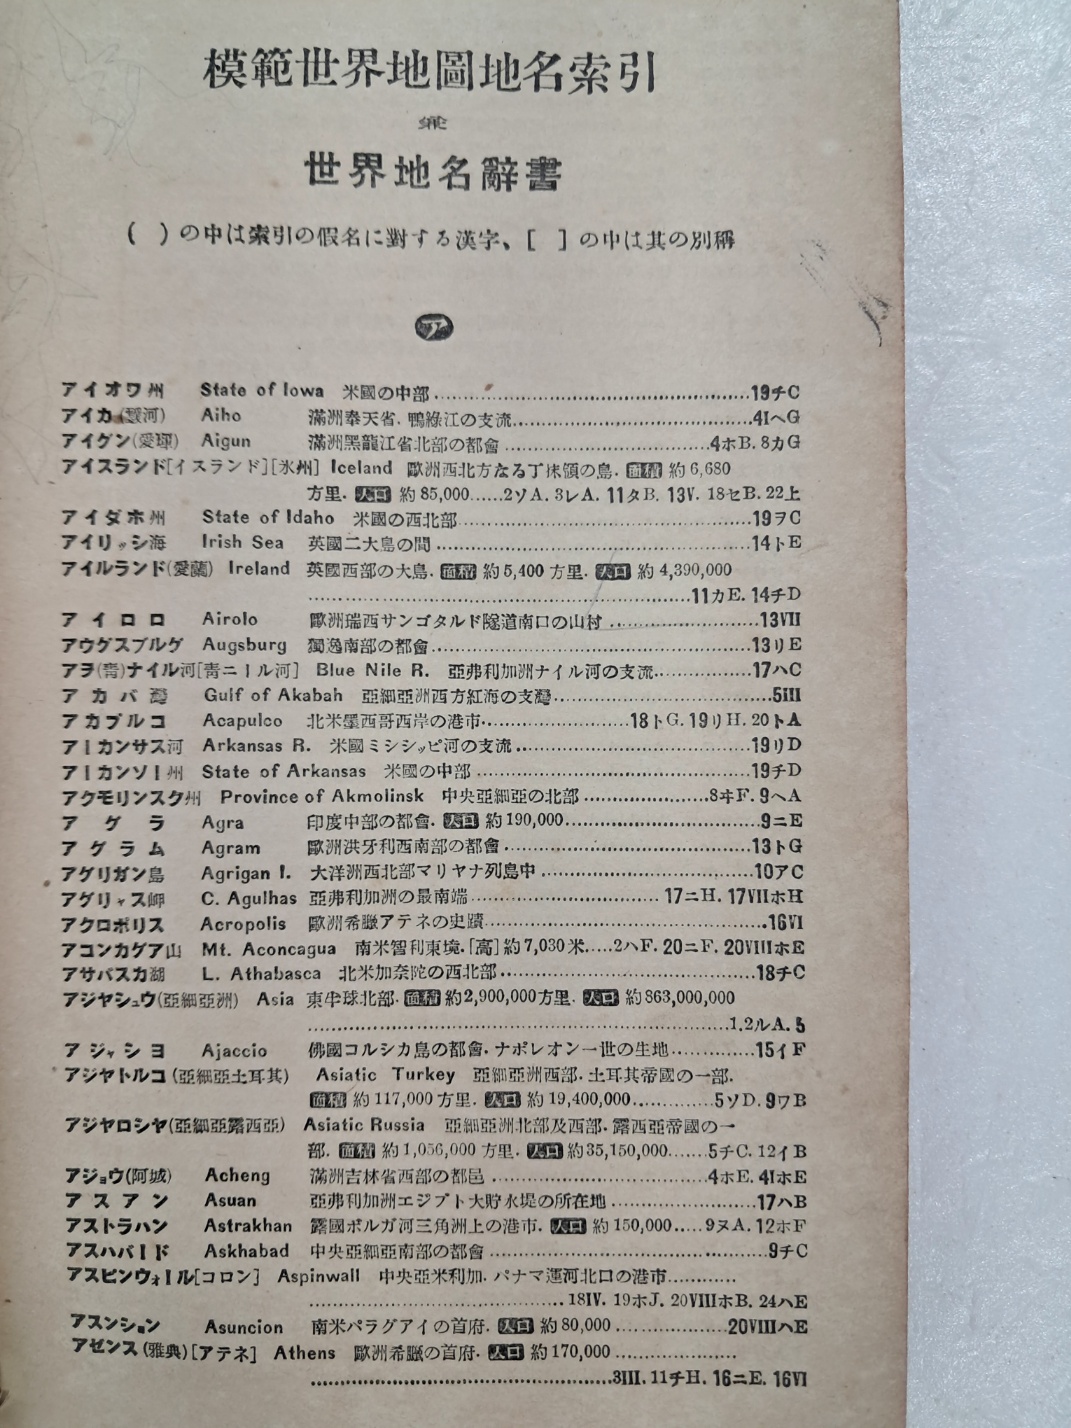 模範世界地圖地名索引
兼
世界地名辭書
( )の中は索引の假名に對する漢字、[ ]の中は其の別稱
ア
アイオワ州 State of Iowa 米國の中部……19チC
アイカ(靉河) Aiho 滿洲奉天省.鴨綠江の支流……4IヘG
アイグン(愛琿) Aigun 滿洲黑龍江省北部の都會……4ホB. 8カG
アイスランド[イスランド][氷州] Iceland 歐洲西北方なる丁抹領の島. 面積 約6,680
方里. 人口 約85,000……2ソA. 3レA. 11タB. 13V. 18セB. 22上
アイダホ州 State of Idaho 米國の西北部……19ヲC
アイリッシ海 Irish Sea 英國二大島の間……14トE
アイルランド(愛蘭) Ireland 英國西部の大島. 面積 約5,400方里. 人口 約4,390,000
……11カE. 14チD
アイロロ Airolo 歐洲瑞西サンゴタルド隧道南口の山村……13VII
アウグスブルグ Augsburg 獨逸南部の都會……13リE
アヲ(靑)ナイル河[靑ニール河] Blue Nile R. 亞弗利加洲ナイル河の支流……17ハC
アカバ灣 Gulf of Akabah 亞細亞洲西方紅海の支灣……5III
アカプルコ Acapulco 北米墨西哥西岸の港市……18トG. 19リH. 20トA
アーカンサス河 Arkansas R. 米國ミシシッピ河の支流……19リD
アーカンソー州 State of Arkansas 米國の中部……19チD
アクモリンスク州 Province of Akmolinsk 中央亞細亞の北部……8ヰF. 9ヘA
アグラ Agra 印度中部の都會. 人口 約190,000……9ニE
アグラム Agram 歐洲洪牙利西南部の都會……13トG
アグリガン島 Agrigan I. 大洋洲西北部マリヤナ列島中……10アC
アグリャス岬 C. Agulhas 亞弗利加洲の最南端……17ニH. 17VIIホH
アクロポリス Acropolis 歐洲希臘アテネの史蹟……16VI
アコンカグア山 Mt. Aconcagua 南米智利東境.[高]約7,030米……2ハF. 20ニF. 20VIIIホE
アサバスカ湖 L. Athabasca 北米加奈陀の西北部……18チC
アジヤシュウ(亞細亞洲) Asia 東半球北部. 面積 約2,900,000方里. 人口 約863,000,000
……1.2ルA. 5
アジャショ Ajaccio 佛國コルシカ島の都會.ナポレオン一世の生地……15イF
アジヤトルコ(亞細亞土耳其) Asiatic Turkey 亞細亞洲西部.土耳其帝國の一部.
面積 約117,000方里. 人口 約19,400,000……5ソD. 9ワB
アジヤロシヤ(亞細亞露西亞) Asiatic Russia 亞細亞洲北部及西部.露西亞帝國の一
部. 面積 約1,056,000方里. 人口 約35,150,000……5チC. 12イB
アジョウ(阿城) Acheng 滿洲吉林省西部の都邑……4ホE. 4IホE
アスアン Asuan 亞弗利加洲エジプト大貯水堤の所在地……17ハB
アストラハン Astrakhan 露國ボルガ河三角洲上の港市. 人口 約150,000……9ヌA. 12ホF
アスハバード Askhabad 中央亞細亞南部の都會……9チC
アスピンウォール[コロン] Aspinwall 中央亞米利加.パナマ運河北口の港市……
……18IV. 19ホJ. 20VIIIホB. 24ハE
アスンション Asuncion 南米パラグアイの首府. 人口 約80,000……20VIIIハE
アゼンス(雅典)[アテネ] Athens 歐洲希臘の首府. 人口 約170,000……
……3III. 11チH. 16ニE. 16VI